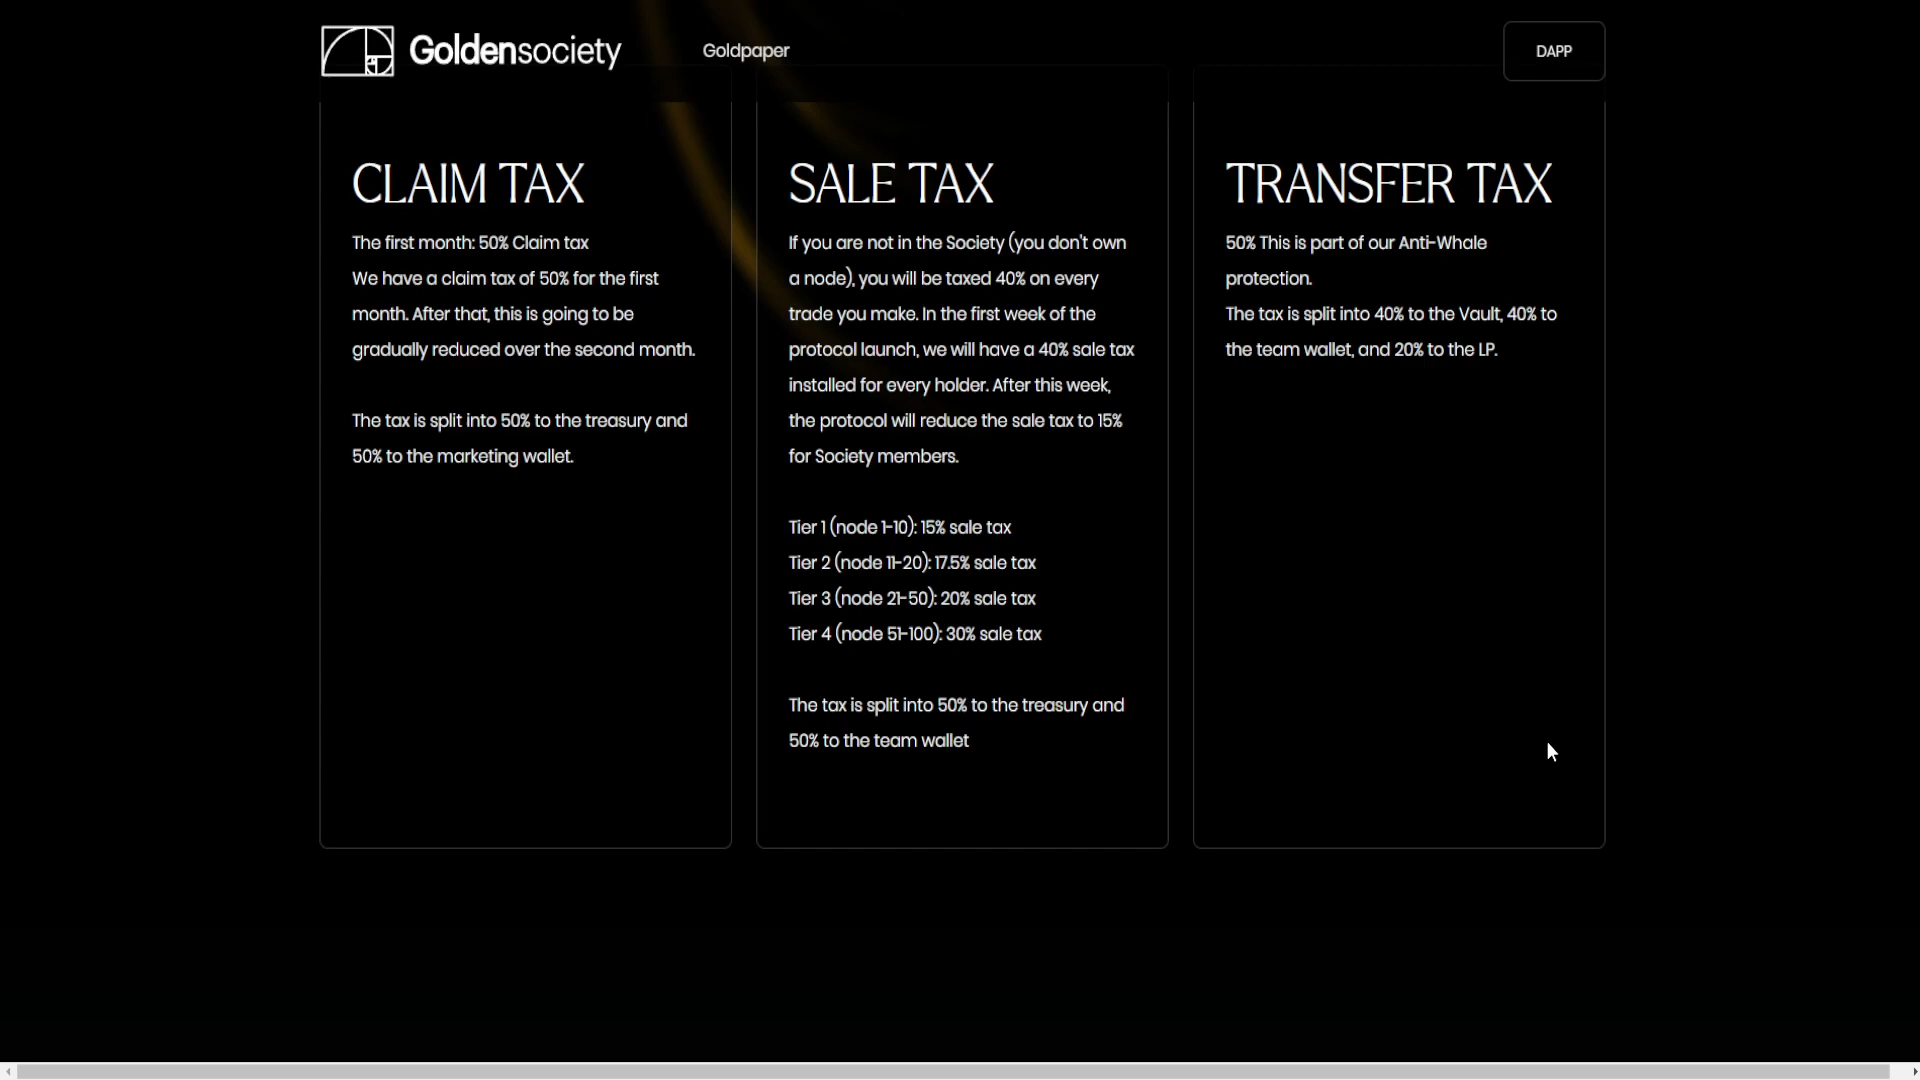 Goldensociety
Goldpaper
DAPP
CLAIM TAX
The first month: 50% Claim tax
We have a claim tax of 50% for the first
month. After that, this is going to be
gradually reduced over the second month.
The tax is split into 50% to the treasury and
50% to the marketing wallet.
SALE TAX
If you are not in the Society (you don't own
a node), you will be taxed 40% on every
trade you make. In the first week of the
protocol launch, we will have a 40% sale tax
installed for every holder. After this week,
the protocol will reduce the sale tax to 15%
for Society members.
Tier 1 (node 1-10): 15% sale tax
Tier 2 (node 11-20): 17.5% sale tax
Tier 3 (node 21-50): 20% sale tax
Tier 4 (node 51-100): 30% sale tax
The tax is split into 50% to the treasury and
50% to the team wallet
TRANSFER TAX
50% This is part of our Anti-Whale
protection.
The tax is split into 40% to the Vault, 40% to
the team wallet, and 20% to the LP.